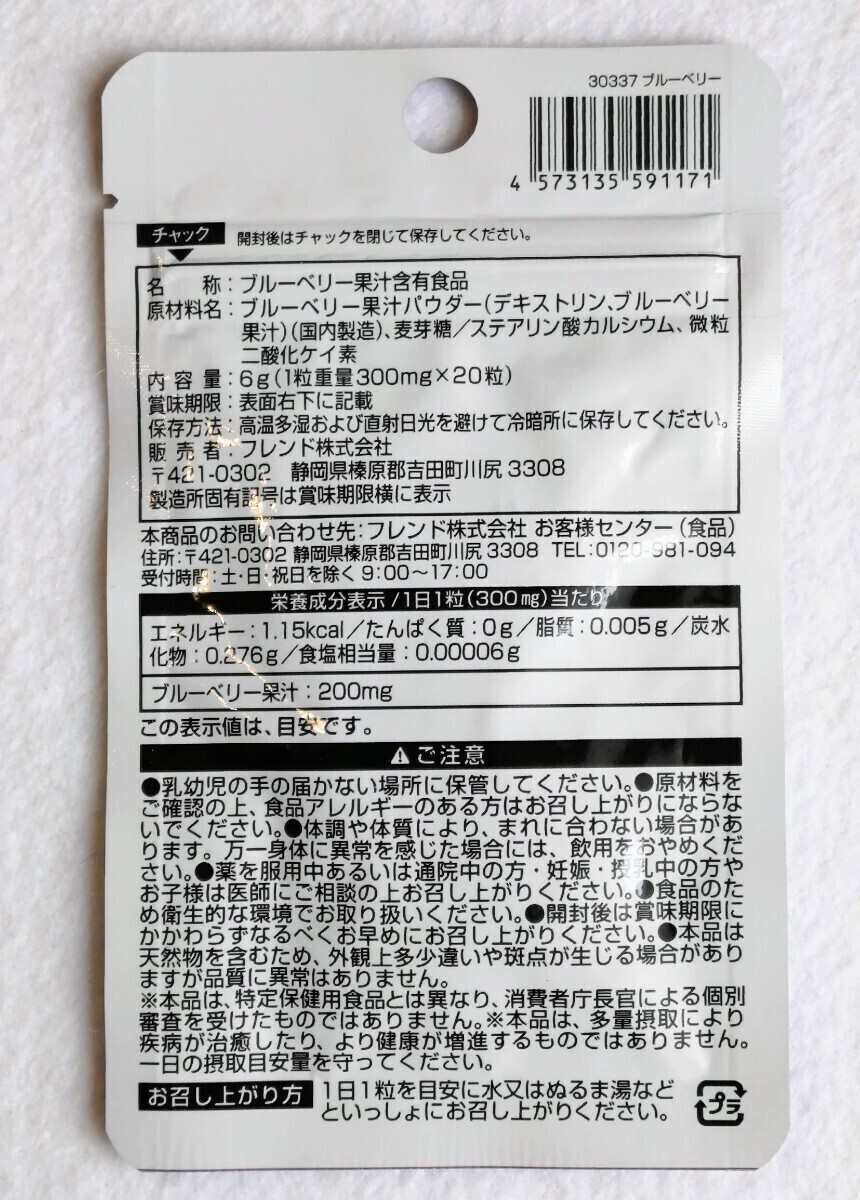 30337 ブルーベリー
4 573135 591171
チャック 開封後はチャックを閉じて保存してください。
名　　称：ブルーベリー果汁含有食品
原材料名：ブルーベリー果汁パウダー(デキストリン、ブルーベリー
果汁)(国内製造)、麦芽糖／ステアリン酸カルシウム、微粒
二酸化ケイ素
内 容 量：6g(1粒重量300mg×20粒)
賞味期限：表面右下に記載
保存方法：高温多湿および直射日光を避けて冷暗所に保存してください。
販 売 者：フレンド株式会社
〒421-0302　静岡県榛原郡吉田町川尻3308
製造所固有記号は賞味期限横に表示
本商品のお問い合わせ先：フレンド株式会社 お客様センター(食品)
住所：〒421-0302 静岡県榛原郡吉田町川尻3308 TEL：0120-981-094
受付時間：土・日・祝日を除く9：00～17：00
栄養成分表示／1日1粒(300㎎)当たり
エネルギー：1.15kcal／たんぱく質：0g／脂質：0.005g／炭水
化物：0.276g／食塩相当量：0.00006g
ブルーベリー果汁：200mg
この表示値は、目安です。
⚠ご注意
●乳幼児の手の届かない場所に保管してください。●原材料を
ご確認の上、食品アレルギーのある方はお召し上がりにならな
いでください。●体調や体質により、まれに合わない場合があ
ります。万一身体に異常を感じた場合には、飲用をおやめくだ
さい。●薬を服用中あるいは通院中の方・妊娠・授乳中の方や
お子様は医師にご相談の上お召し上がりください。●食品のた
め衛生的な環境でお取り扱いください。●開封後は賞味期限に
かかわらずなるべくお早めにお召し上がりください。●本品は
天然物を含むため、外観上多少違いや斑点が生じる場合があり
ますが品質に異常はありません。
※本品は、特定保健用食品とは異なり、消費者庁長官による個別
審査を受けたものではありません。※本品は、多量摂取により
疾病が治癒したり、より健康が増進するものではありません。
一日の摂取目安量を守ってください。
お召し上がり方 1日1粒を目安に水又はぬるま湯など
といっしょにお召し上がりください。
プラ